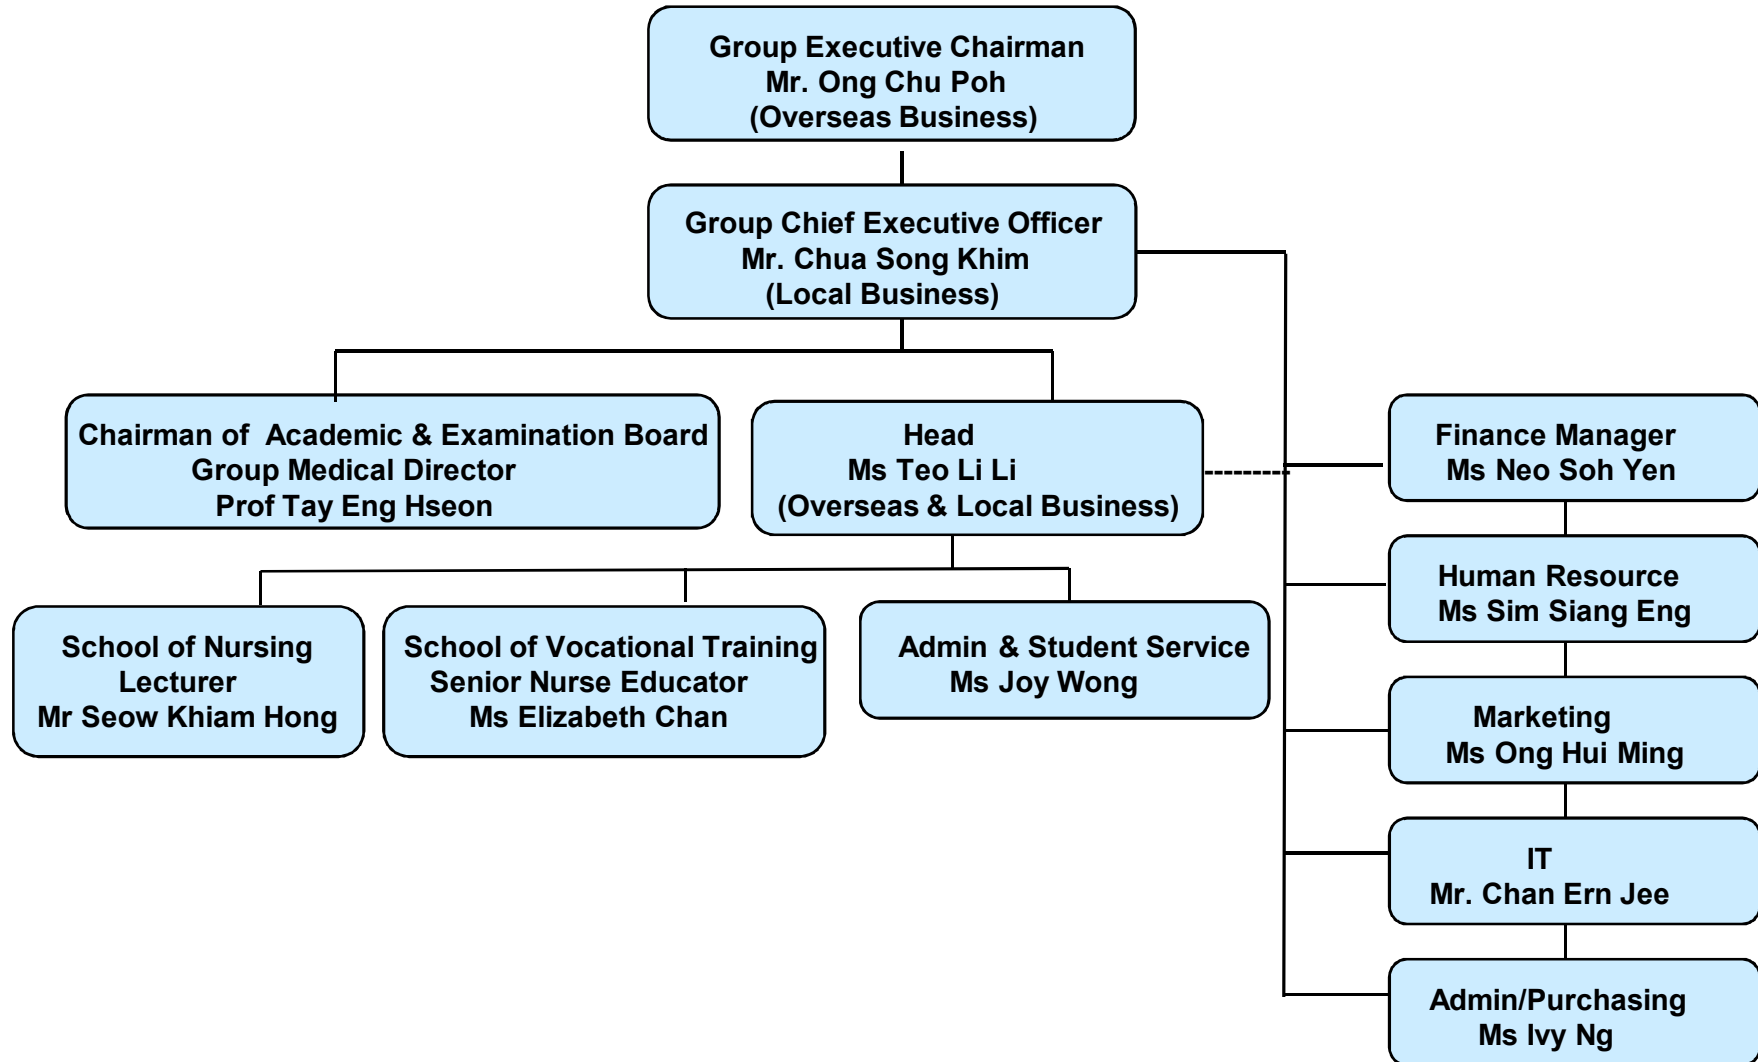 Group Executive Chairman
Mr. Ong Chu Poh
(Overseas Business)
Group Chief Executive Officer
Mr. Chua Song Khim
(Local Business)
Chairman of Academic & Examination Board
Group Medical Director
Prof Tay Eng Hseon
Head
Ms Teo Li Li
(Overseas & Local Business)
Finance Manager
Ms Neo Soh Yen
Human Resource
Ms Sim Siang Eng
School of Nursing
Lecturer
Mr Seow Khiam Hong
School of Vocational Training
Senior Nurse Educator
Ms Elizabeth Chan
Admin & Student Service
Ms Joy Wong
Marketing
Ms Ong Hui Ming
IT
Mr. Chan Ern Jee
Admin/Purchasing
Ms Ivy Ng